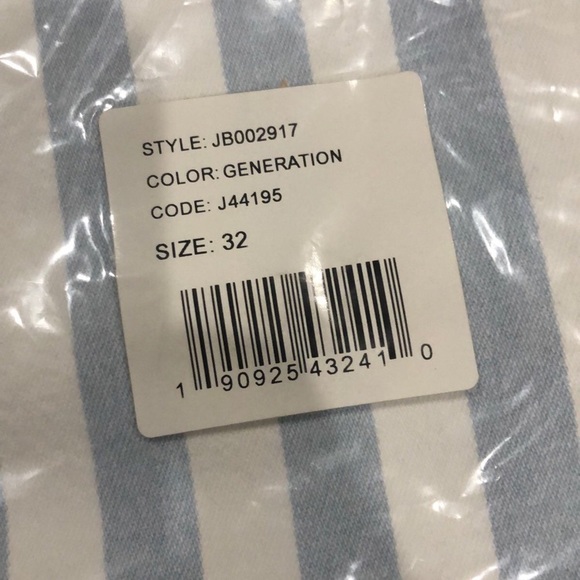 STYLE: JB002917
COLOR: GENERATION
CODE: J44195
SIZE: 32
1 90925 43241 0